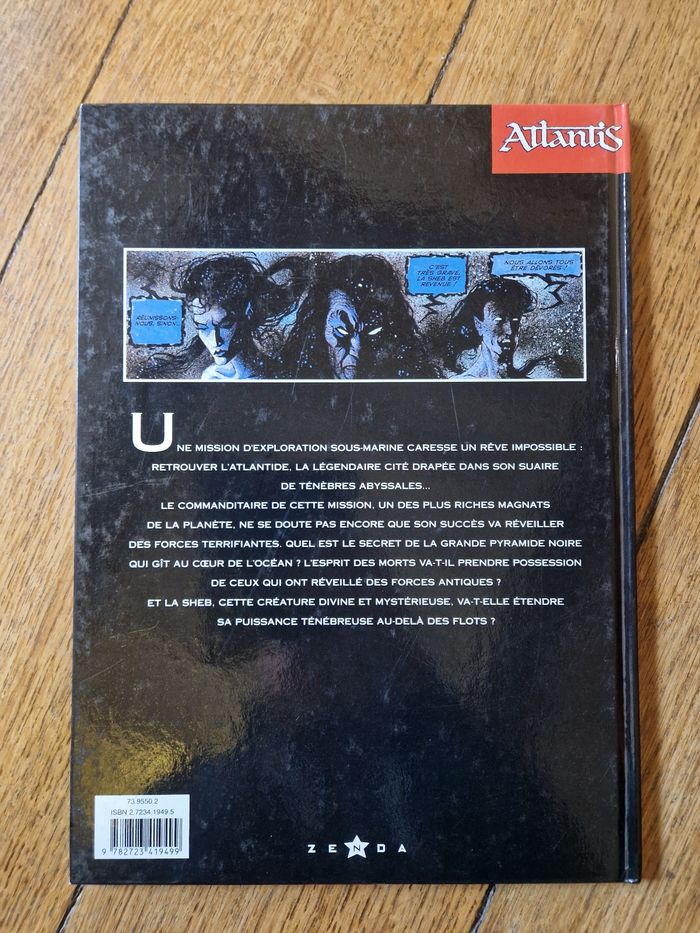 Atlantis
RÉUNISSONS-
NOUS, SINON...
C'EST
TRÈS GRAVE,
LA SHEB EST
REVENUE !
NOUS ALLONS TOUS
ÊTRE DÉVORÉS !
UNE MISSION D'EXPLORATION SOUS-MARINE CARESSE UN RÊVE IMPOSSIBLE :
RETROUVER L'ATLANTIDE, LA LÉGENDAIRE CITÉ DRAPÉE DANS SON SUAIRE
DE TÉNÈBRES ABYSSALES...
LE COMMANDITAIRE DE CETTE MISSION, UN DES PLUS RICHES MAGNATS
DE LA PLANÈTE, NE SE DOUTE PAS ENCORE QUE SON SUCCÈS VA RÉVEILLER
DES FORCES TERRIFIANTES. QUEL EST LE SECRET DE LA GRANDE PYRAMIDE NOIRE
QUI GÎT AU CŒUR DE L'OCÉAN ? L'ESPRIT DES MORTS VA-T-IL PRENDRE POSSESSION
DE CEUX QUI ONT RÉVEILLÉ DES FORCES ANTIQUES ?
ET LA SHEB, CETTE CRÉATURE DIVINE ET MYSTÉRIEUSE, VA-T-ELLE ÉTENDRE
SA PUISSANCE TÉNÉBREUSE AU-DELÀ DES FLOTS ?
73.9550.2
ISBN 2.7234.1949.5
9 782723 419499
ZENDA